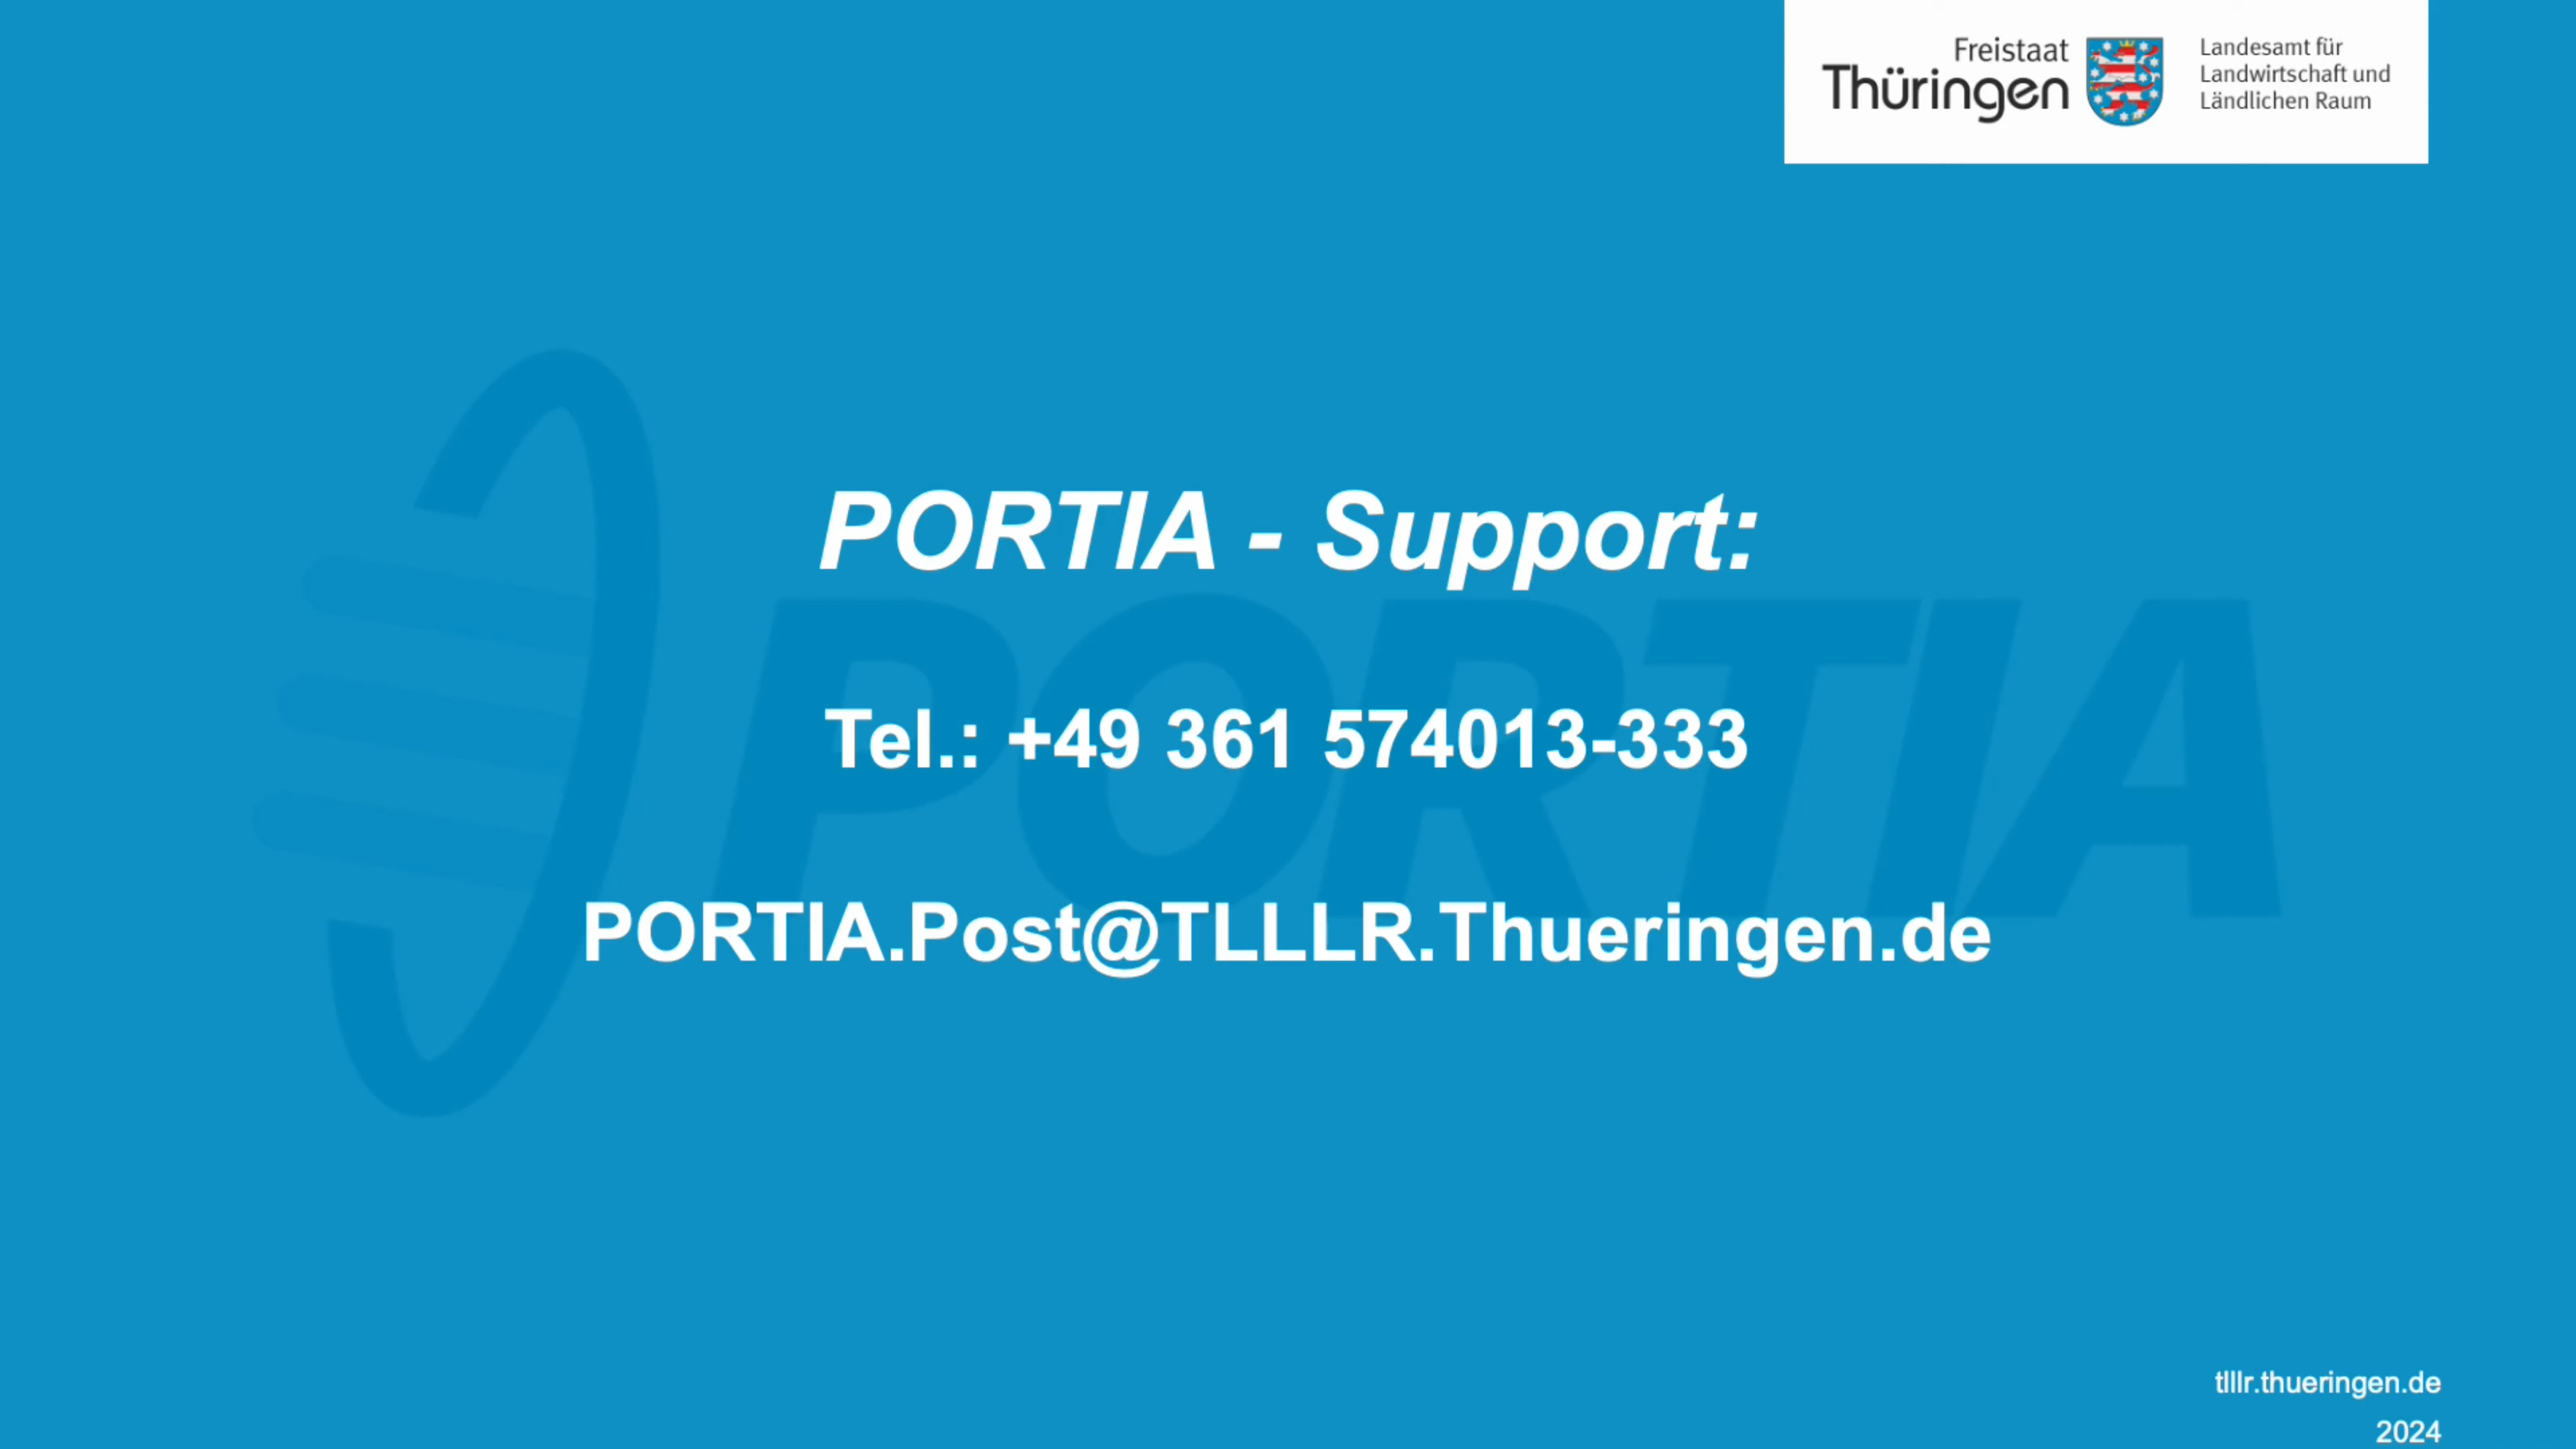 Freistaat
Thüringen
Landesamt für
Landwirtschaft und
Ländlichen Raum
PORTIA - Support:
PORTIA
Tel.: +49 361 574013-333
PORTIA.Post@TLLLR.Thueringen.de
tlllr.thueringen.de
2024